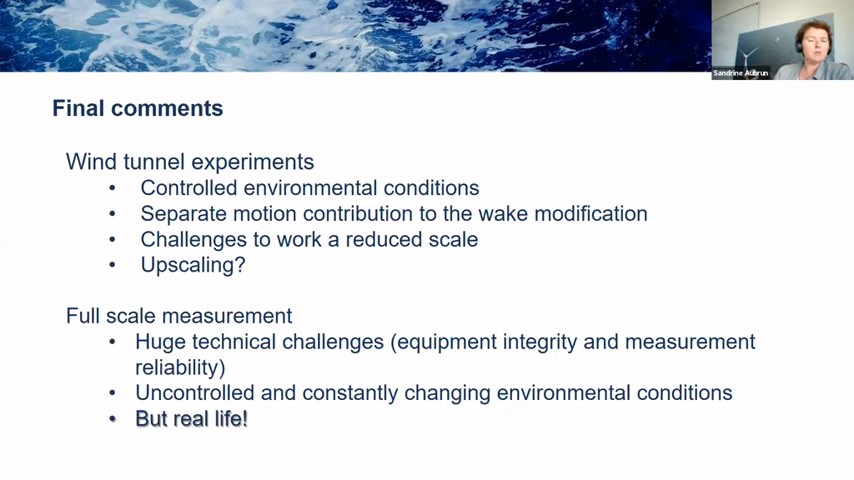 Sandrine Aubrun
Final comments
Wind tunnel experiments
• Controlled environmental conditions
• Separate motion contribution to the wake modification
• Challenges to work a reduced scale
• Upscaling?
Full scale measurement
• Huge technical challenges (equipment integrity and measurement
reliability)
• Uncontrolled and constantly changing environmental conditions
• But real life!